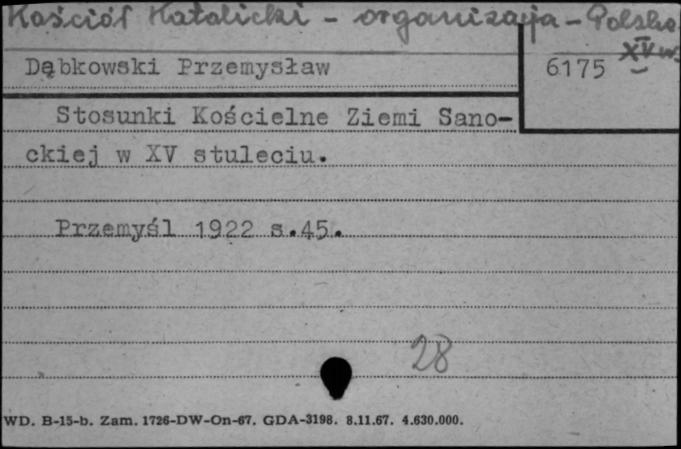 Kościół Katolicki - organizacja - Polska
XV w.
Dąbkowski Przemysław
6175
Stosunki Kościelne Ziemi Sano-
ckiej w XV stuleciu.
Przemyśl 1922 s.45.
28
WD. B-15-b. Zam. 1726-DW-On-67. GDA-3198. 8.11.67. 4.630.000.